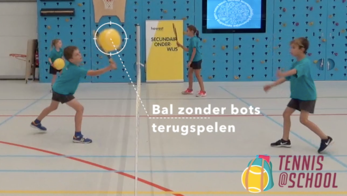 SECUNDAIR
ONDER
WIJS
Bal zonder bots
terugspelen
TENNIS
@SCHOOL